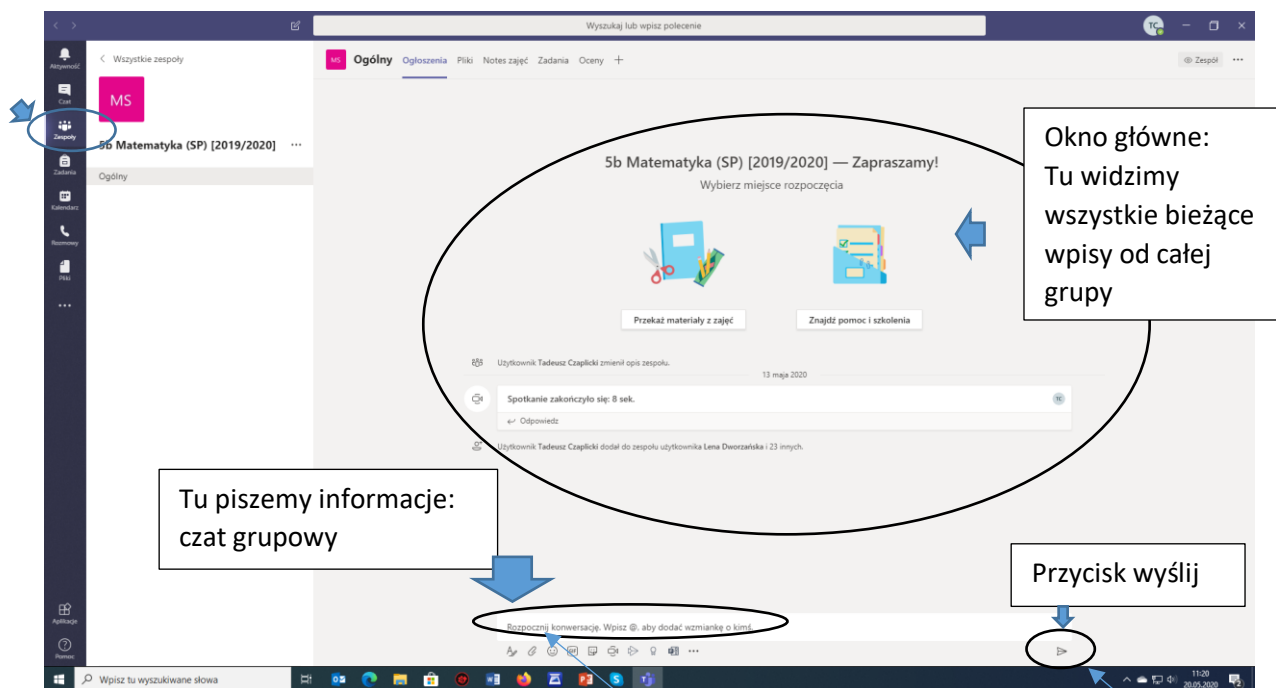 Wyszukaj lub wpisz polecenie
TC
Aktywność
Czat
Zespoły
Zadania
Kalendarz
Rozmowy
Pliki
Aplikacje
Pomoc
Wszystkie zespoły
MS
5b Matematyka (SP) [2019/2020]
Ogólny
MS Ogólny Ogłoszenia Pliki Notes zajęć Zadania Oceny
Zespół
5b Matematyka (SP) [2019/2020] — Zapraszamy!
Wybierz miejsce rozpoczęcia
Przekaż materiały z zajęć
Znajdź pomoc i szkolenia
Użytkownik Tadeusz Czaplicki zmienił opis zespołu.
13 maja 2020
Spotkanie zakończyło się: 8 sek.
TC
Odpowiedz
Użytkownik Tadeusz Czaplicki dodał do zespołu użytkownika Lena Dworzańska i 23 innych.
Okno główne:
Tu widzimy
wszystkie bieżące
wpisy od całej
grupy
Tu piszemy informacje:
czat grupowy
Przycisk wyślij
Rozpocznij konwersację. Wpisz @. aby dodać wzmiankę o kimś.
GIF
Wpisz tu wyszukiwane słowa
11:20
20.05.2020